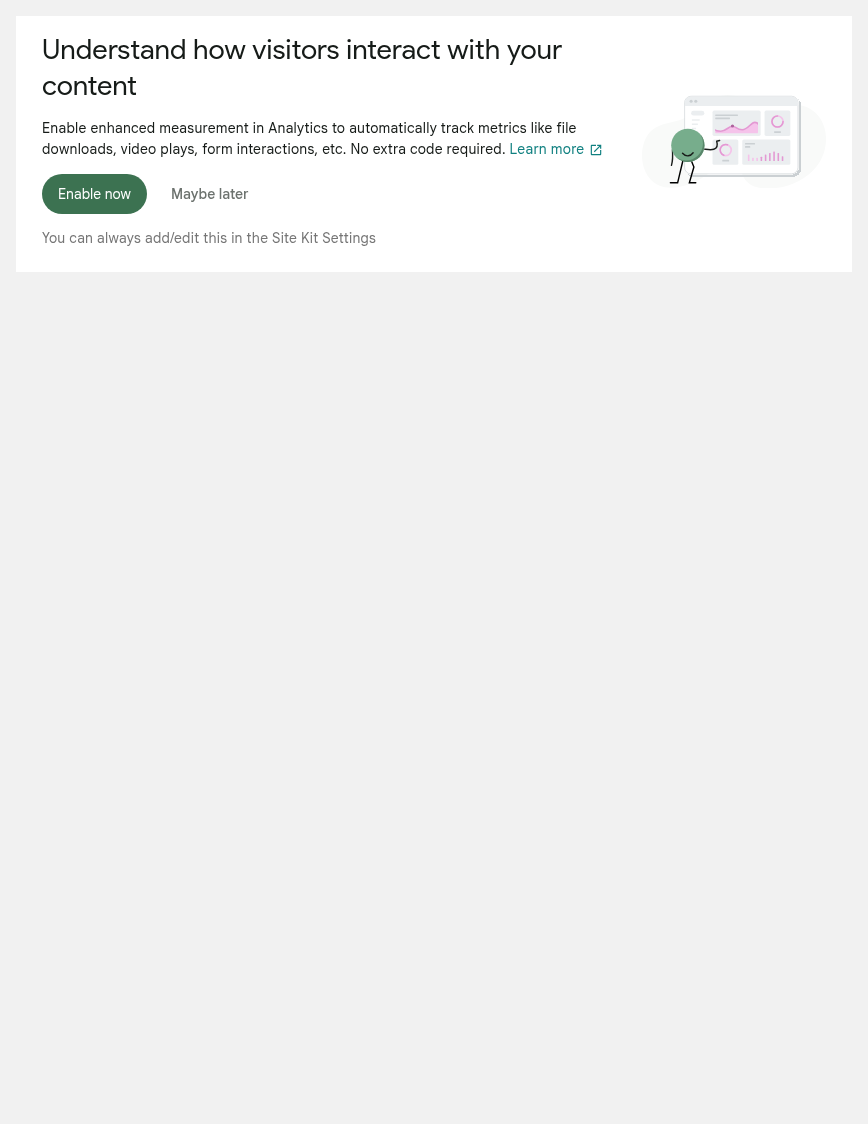 Understand how visitors interact with your
content
Enable enhanced measurement in Analytics to automatically track metrics like file
downloads, video plays, form interactions, etc. No extra code required. Learn more
Enable now
Maybe later
You can always add/edit this in the Site Kit Settings